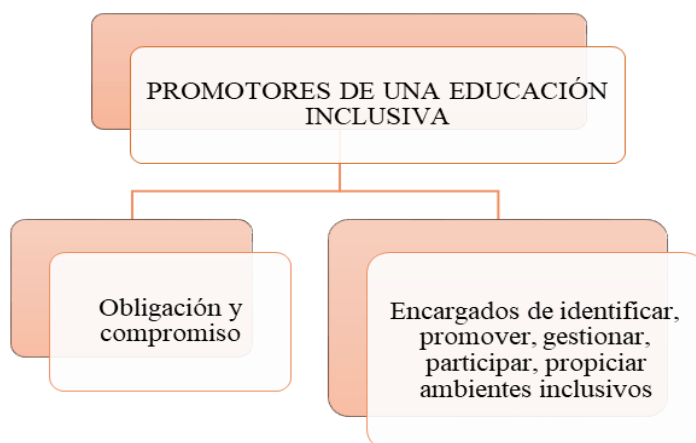 PROMOTORES DE UNA EDUCACIÓN
INCLUSIVA
Obligación y
compromiso
Encargados de identificar,
promover, gestionar,
participar, propiciar
ambientes inclusivos